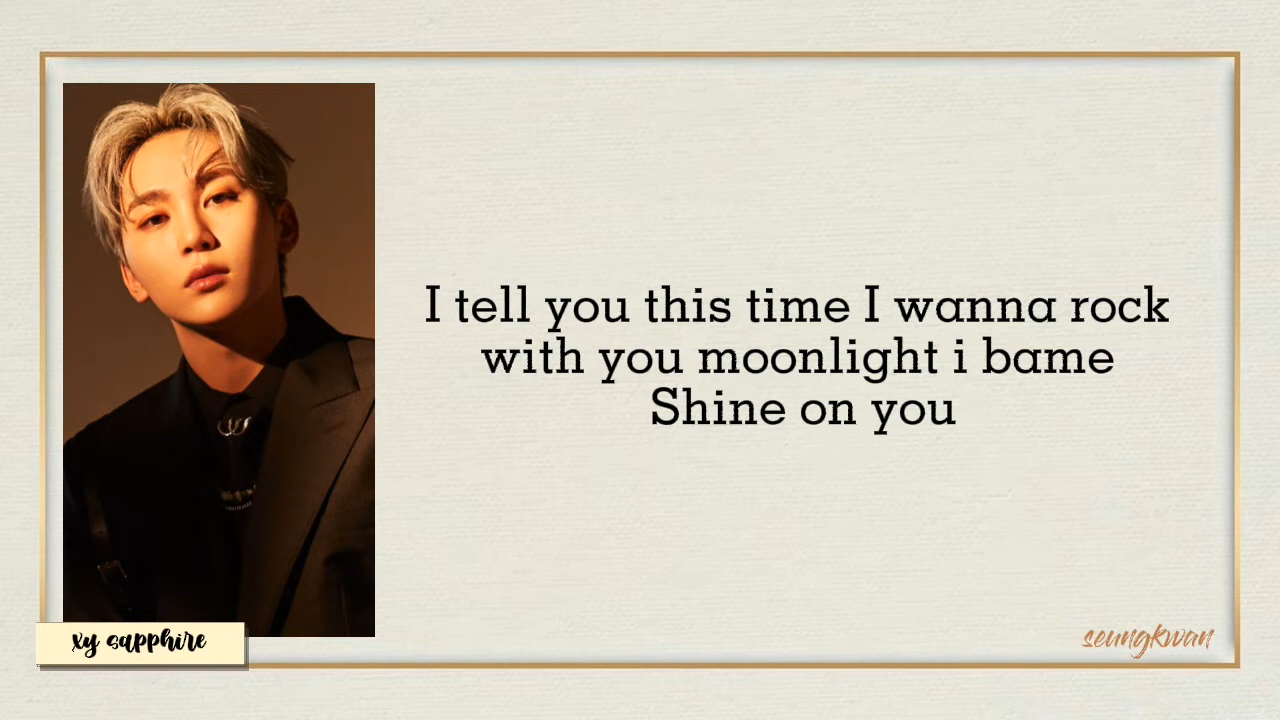 I tell you this time I wanna rock
with you moonlight i bame
Shine on you
xy sapphire
seungkwan